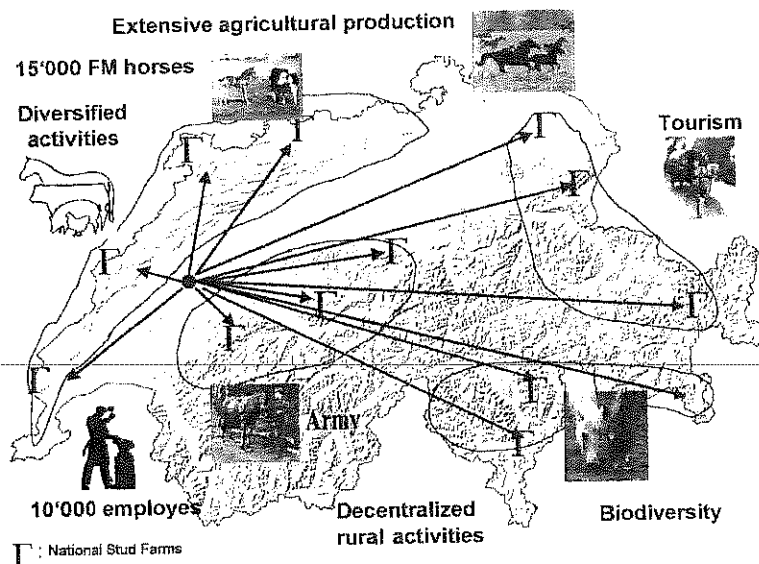 Extensive agricultural production
15'000 FM horses
Diversified
activities
Tourism
Γ
Γ
Γ
Γ
Γ
Γ
Γ
Γ
Γ
Γ
Γ
Γ
Army
10'000 employes
Decentralized
rural activities
Biodiversity
Γ : National Stud Farms